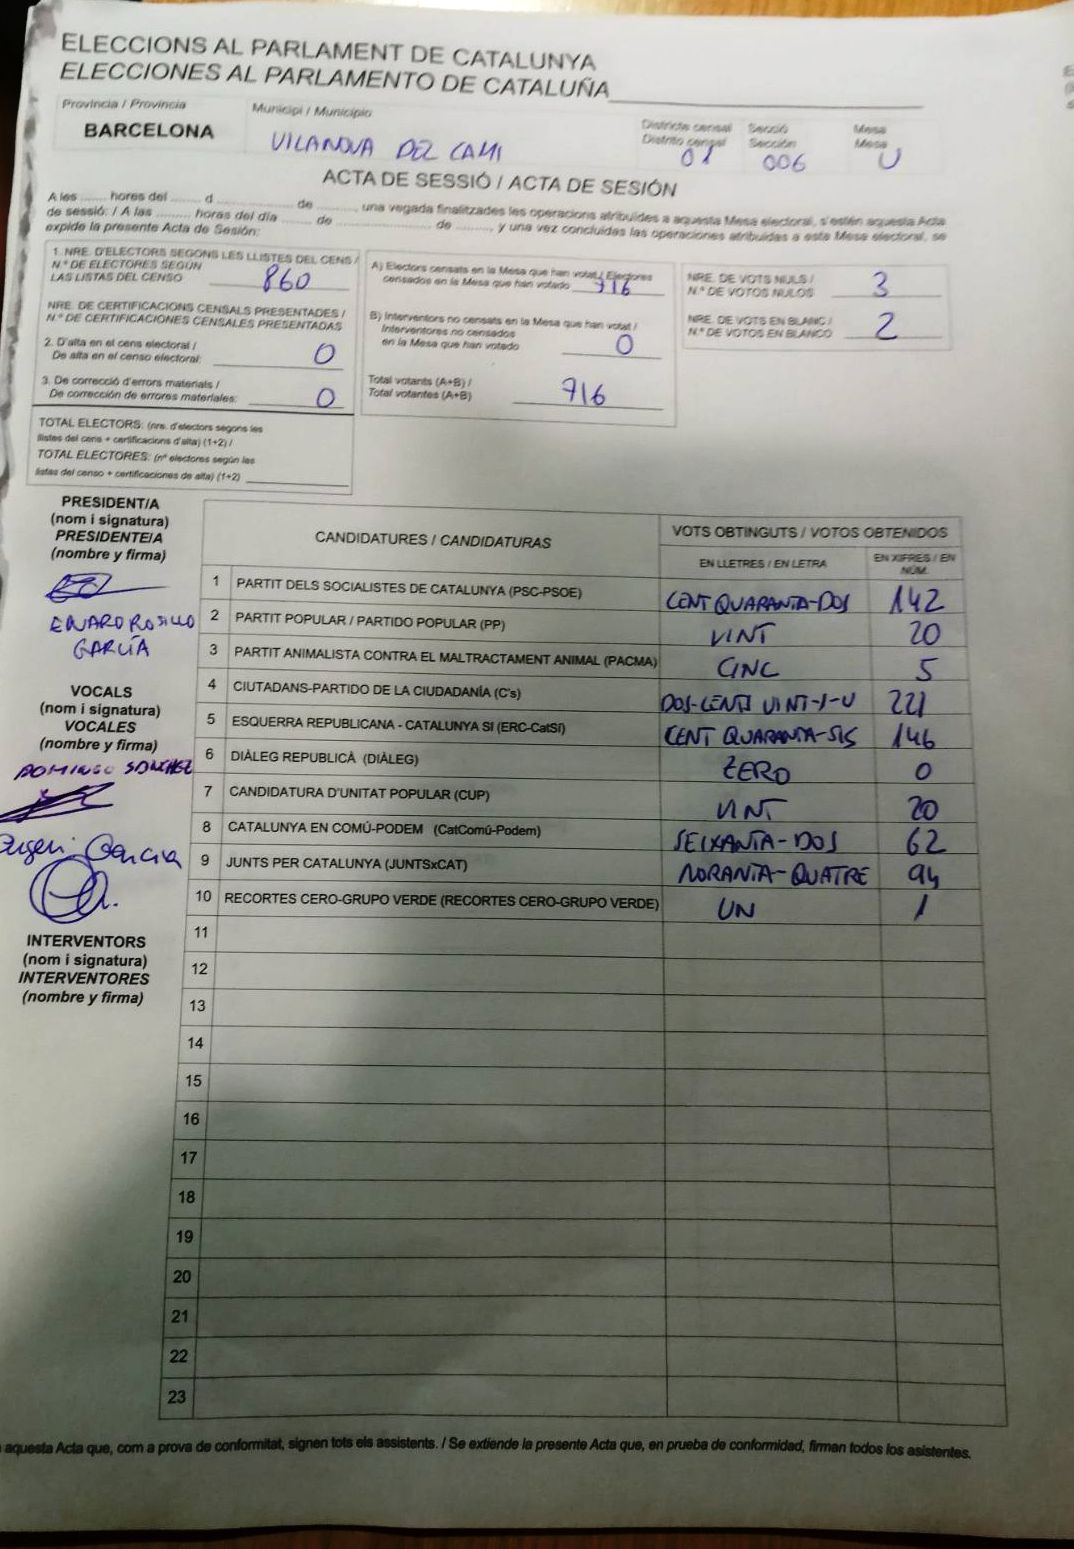 ELECCIONS AL PARLAMENT DE CATALUNYA
ELECCIONES AL PARLAMENTO DE CATALUÑA
Província / Provincia
BARCELONA
Municipi / Municipio
VILANOVA DEL CAMI
Districte censal
Distrito censal
01
Secció
Sección
006
Mesa
Mesa
U
ACTA DE SESSIÓ / ACTA DE SESIÓN
A les ........ hores del ........ d ........ de ........ una vegada finalitzades les operacions atribuïdes a aquesta Mesa electoral, s'estén aquesta Acta
de sessió: / A las ........ horas del día ........ de ........ de ........, y una vez concluidas las operaciones atribuidas a esta Mesa electoral, se
expide la presente Acta de Sesión:
1. NRE. D'ELECTORS SEGONS LES LLISTES DEL CENS /
N.º DE ELECTORES SEGÚN
LAS LISTAS DEL CENSO 860
NRE. DE CERTIFICACIONS CENSALS PRESENTADES /
N.º DE CERTIFICACIONES CENSALES PRESENTADAS
2. D'alta en el cens electoral /
De alta en el censo electoral: 0
3. De correcció d'errors materials /
De corrección de errores materiales: 0
TOTAL ELECTORS: (nre. d'electors segons les
llistes del cens + certificacions d'alta) (1+2) /
TOTAL ELECTORES: (nº electores según las
listas del censo + certificaciones de alta) (1+2)
A) Electors censats en la Mesa que han votat / Electores
censados en la Mesa que han votado 716
B) Interventors no censats en la Mesa que han votat /
Interventores no censados
en la Mesa que han votado 0
Total votants (A+B) /
Total votantes (A+B) 716
NRE. DE VOTS NULS /
N.º DE VOTOS NULOS 3
NRE. DE VOTS EN BLANC /
N.º DE VOTOS EN BLANCO 2
PRESIDENT/A
(nom i signatura)
PRESIDENTE/A
(nombre y firma)
EDUARD ROSILLO
GARCÍA
VOCALS
(nom i signatura)
VOCALES
(nombre y firma)
DOMINGO SANCHEZ
Eugeni Garcia
INTERVENTORS
(nom i signatura)
INTERVENTORES
(nombre y firma)
CANDIDATURES / CANDIDATURAS
VOTS OBTINGUTS / VOTOS OBTENIDOS
EN LLETRES / EN LETRA
EN XIFRES / EN
NÚM.
1 PARTIT DELS SOCIALISTES DE CATALUNYA (PSC-PSOE) CENT QUARANTA-DOS 142
2 PARTIT POPULAR / PARTIDO POPULAR (PP) VINT 20
3 PARTIT ANIMALISTA CONTRA EL MALTRACTAMENT ANIMAL (PACMA) CINC 5
4 CIUTADANS-PARTIDO DE LA CIUDADANÍA (C's) DOS-CENTS VINT-I-U 221
5 ESQUERRA REPUBLICANA - CATALUNYA SI (ERC-CatSí) CENT QUARANTA-SIS 146
6 DIÀLEG REPUBLICÀ (DIÀLEG) ZERO 0
7 CANDIDATURA D'UNITAT POPULAR (CUP) VINT 20
8 CATALUNYA EN COMÚ-PODEM (CatComú-Podem) SEIXANTA-DOS 62
9 JUNTS PER CATALUNYA (JUNTSxCAT) NORANTA-QUATRE 94
10 RECORTES CERO-GRUPO VERDE (RECORTES CERO-GRUPO VERDE) UN 1
11
12
13
14
15
16
17
18
19
20
21
22
23
aquesta Acta que, com a prova de conformitat, signen tots els assistents. / Se extiende la presente Acta que, en prueba de conformidad, firman todos los asistentes.